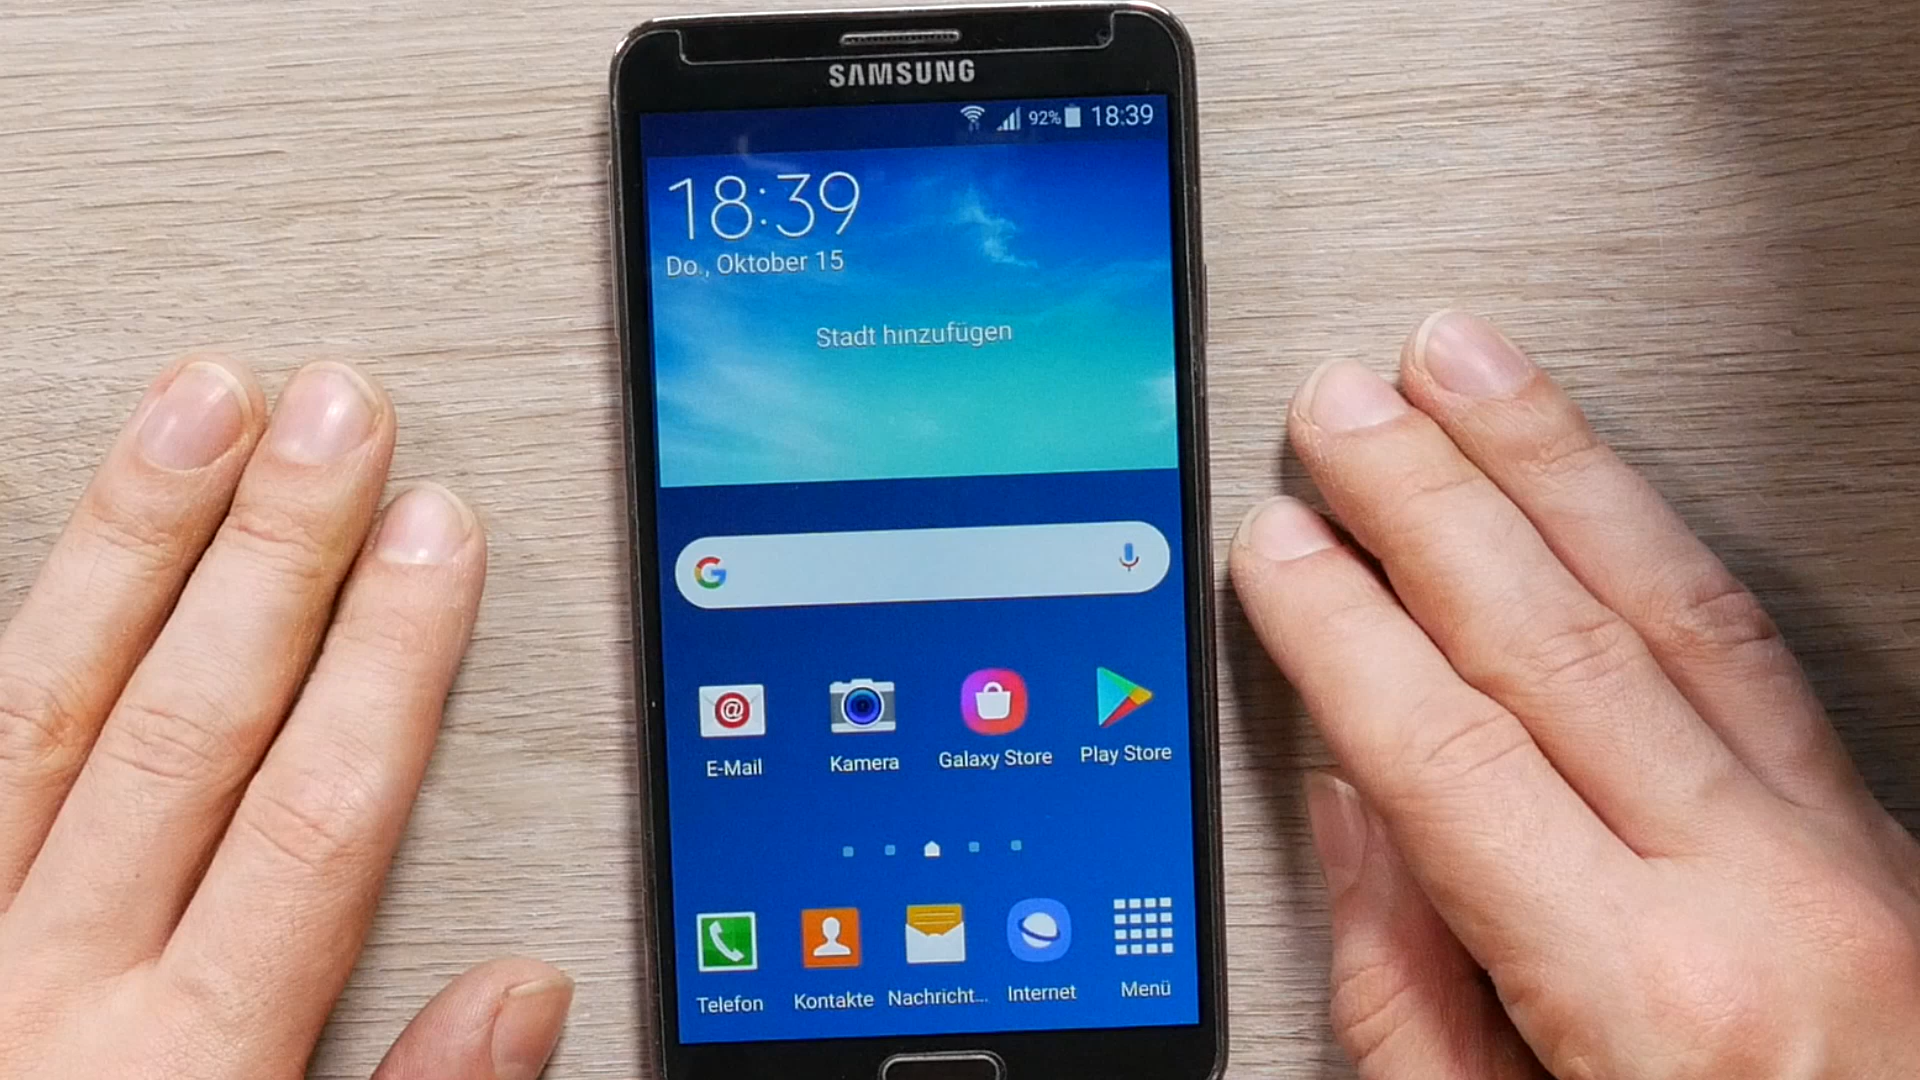 SAMSUNG
92% 18:39
18:39
Do., Oktober 15
Stadt hinzufügen
E-Mail
Kamera
Galaxy Store
Play Store
Telefon
Kontakte
Nachricht...
Internet
Menü